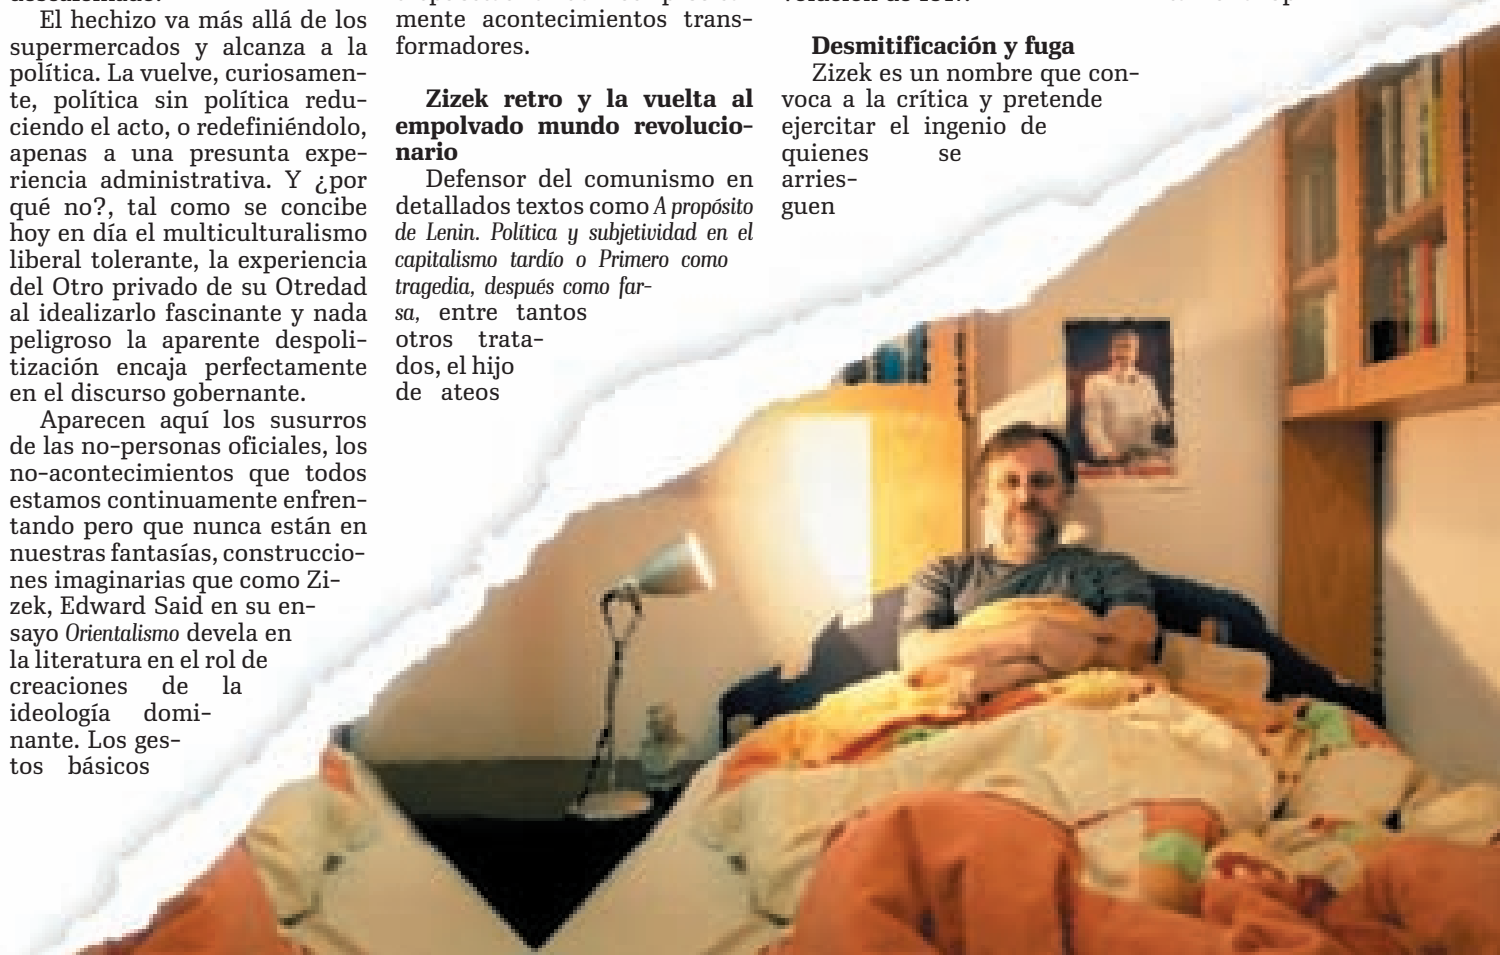 El hechizo va más allá de los
supermercados y alcanza a la
política. La vuelve, curiosamen-
te, política sin política redu-
ciendo el acto, o redefiniéndolo,
apenas a una presunta expe-
riencia administrativa. Y ¿por
qué no?, tal como se concibe
hoy en día el multiculturalismo
liberal tolerante, la experiencia
del Otro privado de su Otredad
al idealizarlo fascinante y nada
peligroso la aparente despoli-
tización encaja perfectamente
en el discurso gobernante.
Aparecen aquí los susurros
de las no-personas oficiales, los
no-acontecimientos que todos
estamos continuamente enfren-
tando pero que nunca están en
nuestras fantasías, construccio-
nes imaginarias que como Zi-
zek, Edward Said en su en-
sayo Orientalismo devela en
la literatura en el rol de
creaciones de la
ideología domi-
nante. Los ges-
tos básicos
mente acontecimientos trans-
formadores.
Zizek retro y la vuelta al
empolvado mundo revolucio-
nario
Defensor del comunismo en
detallados textos como A propósito
de Lenin. Política y subjetividad en el
capitalismo tardío o Primero como
tragedia, después como far-
sa, entre tantos
otros trata-
dos, el hijo
de ateos
Desmitificación y fuga
Zizek es un nombre que con-
voca a la crítica y pretende
ejercitar el ingenio de
quienes se
arries-
guen